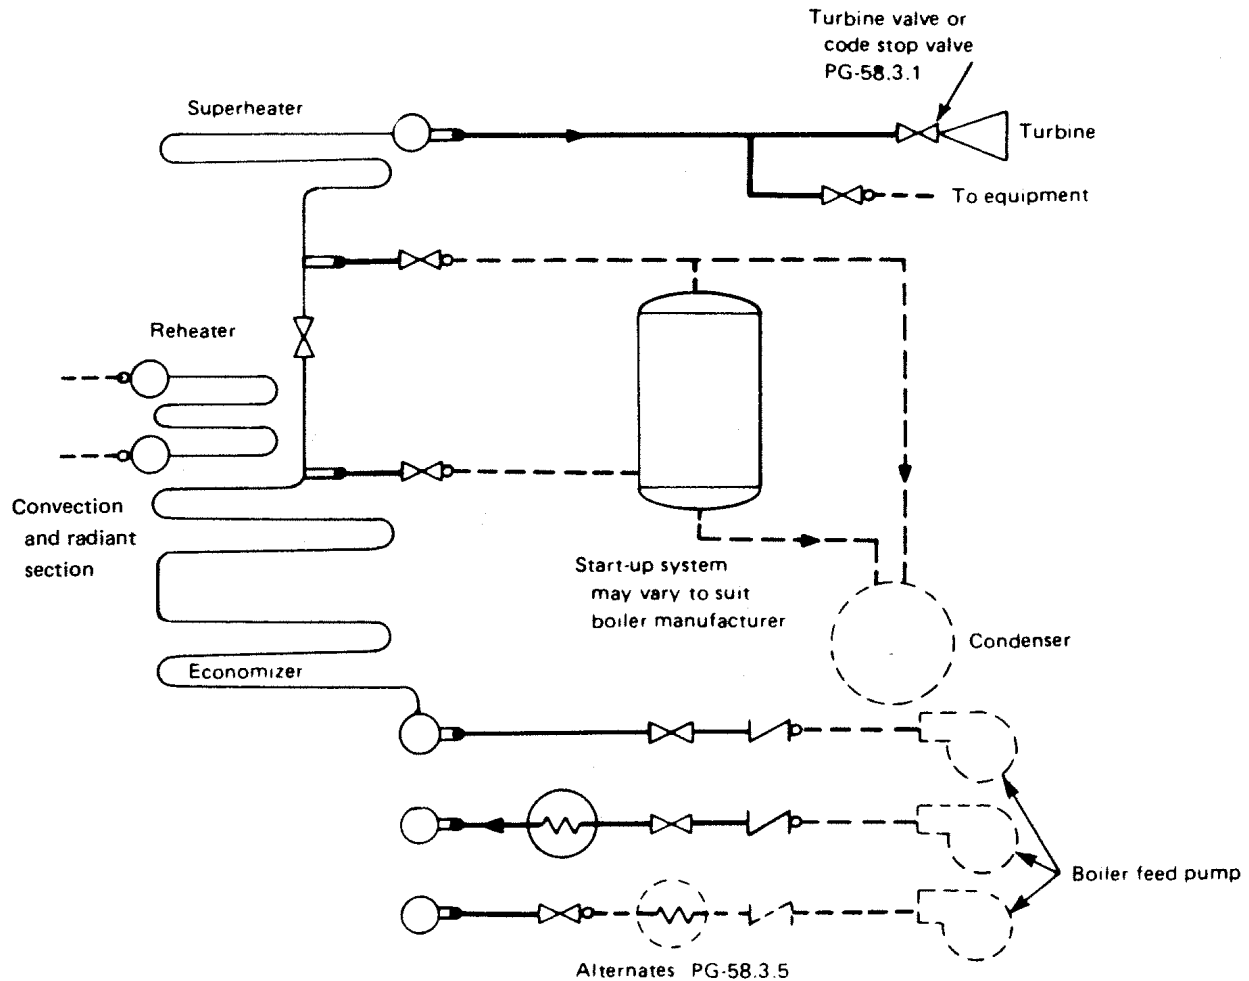 Turbine valve or
code stop valve
PG-58.3.1
Superheater
Turbine
To equipment
Reheater
Convection
and radiant
section
Start-up system
may vary to suit
boiler manufacturer
Condenser
Economizer
Boiler feed pump
Alternates PG-58.3.5